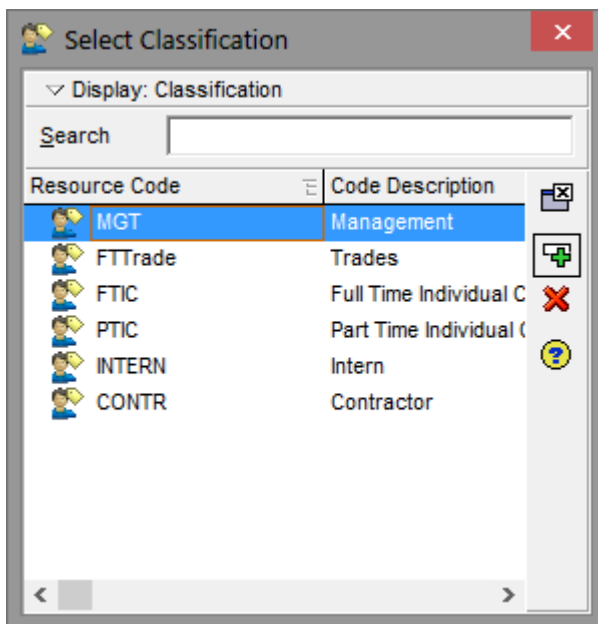 Select Classification
Display: Classification
Search
Resource Code Code Description
MGT Management
FTTrade Trades
FTIC Full Time Individual C
PTIC Part Time Individual
INTERN Intern
CONTR Contractor